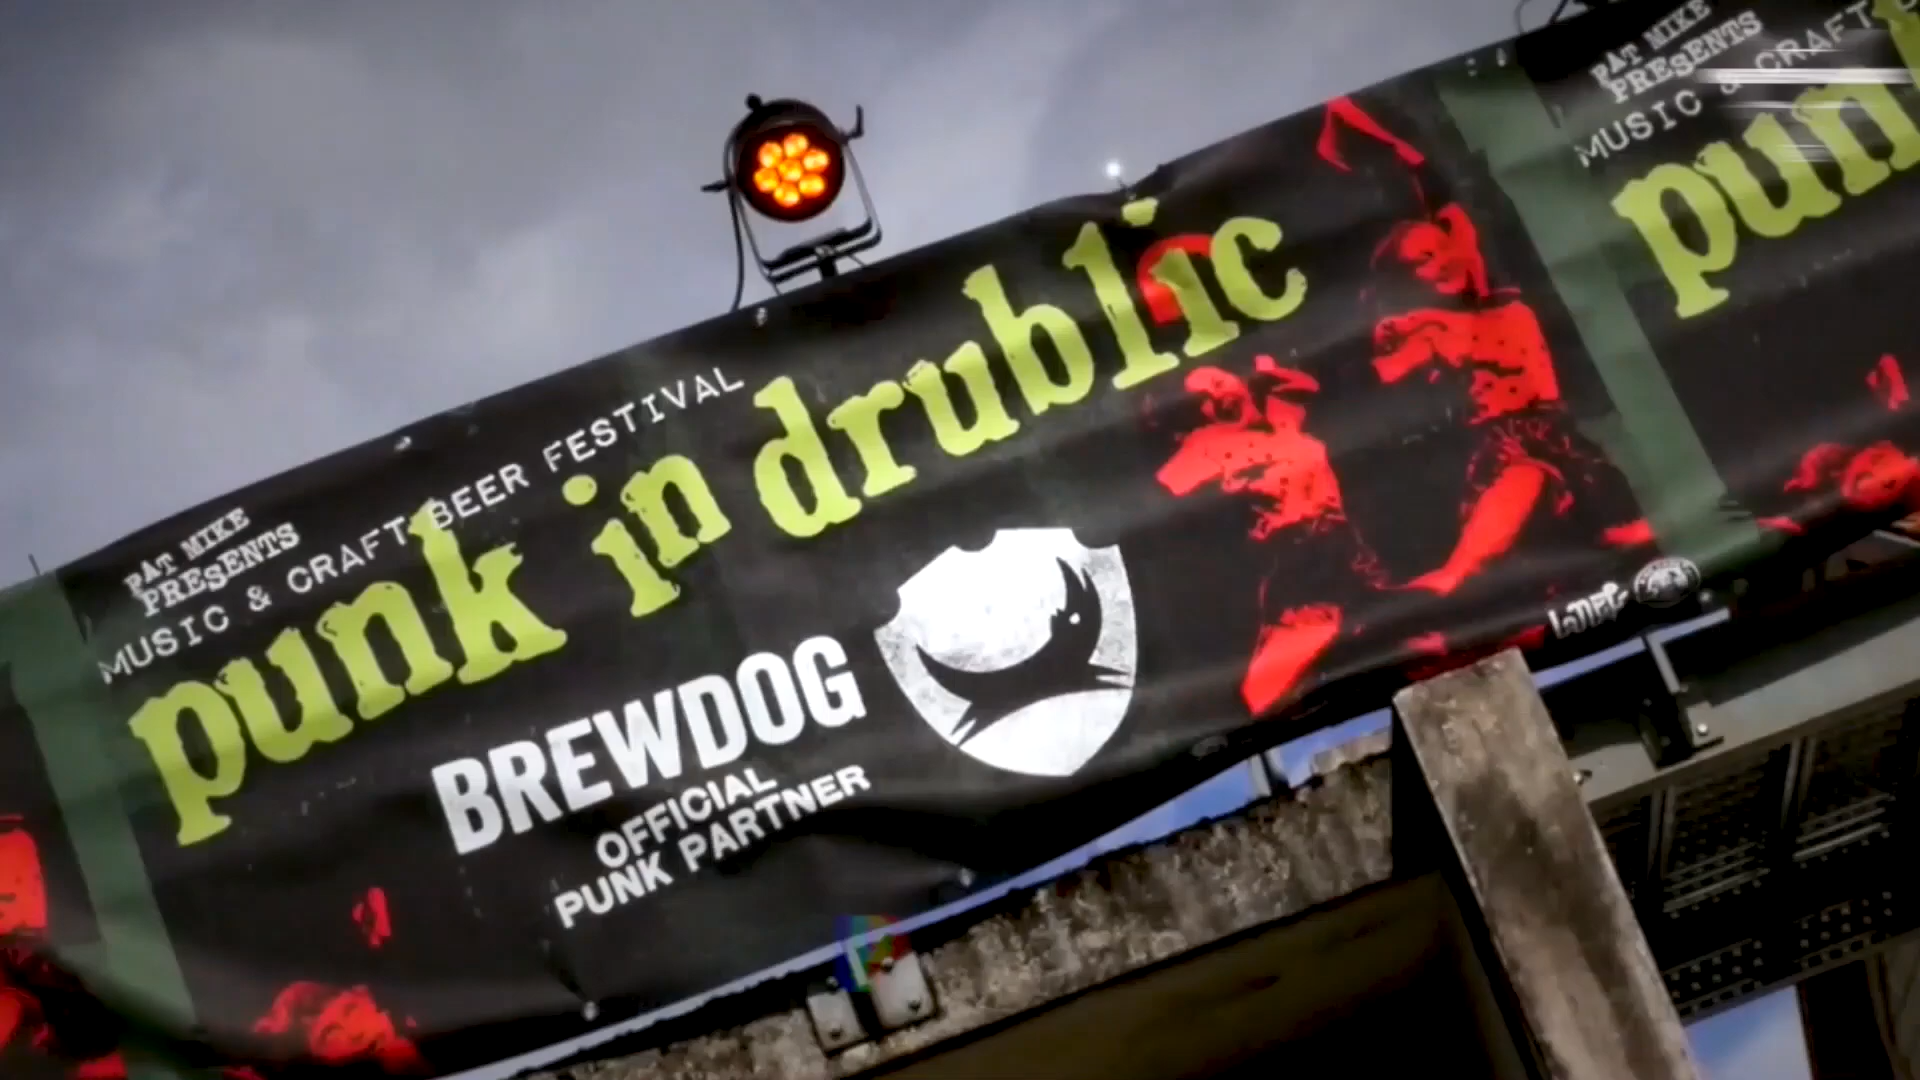 PAT MIKE
PRESENTS
MUSIC & CRAFT BEER FESTIVAL
punk in drublic
BREWDOG
OFFICIAL
PUNK PARTNER
PAT MIKE
PRESENTS
MUSIC & CRAFT
pun